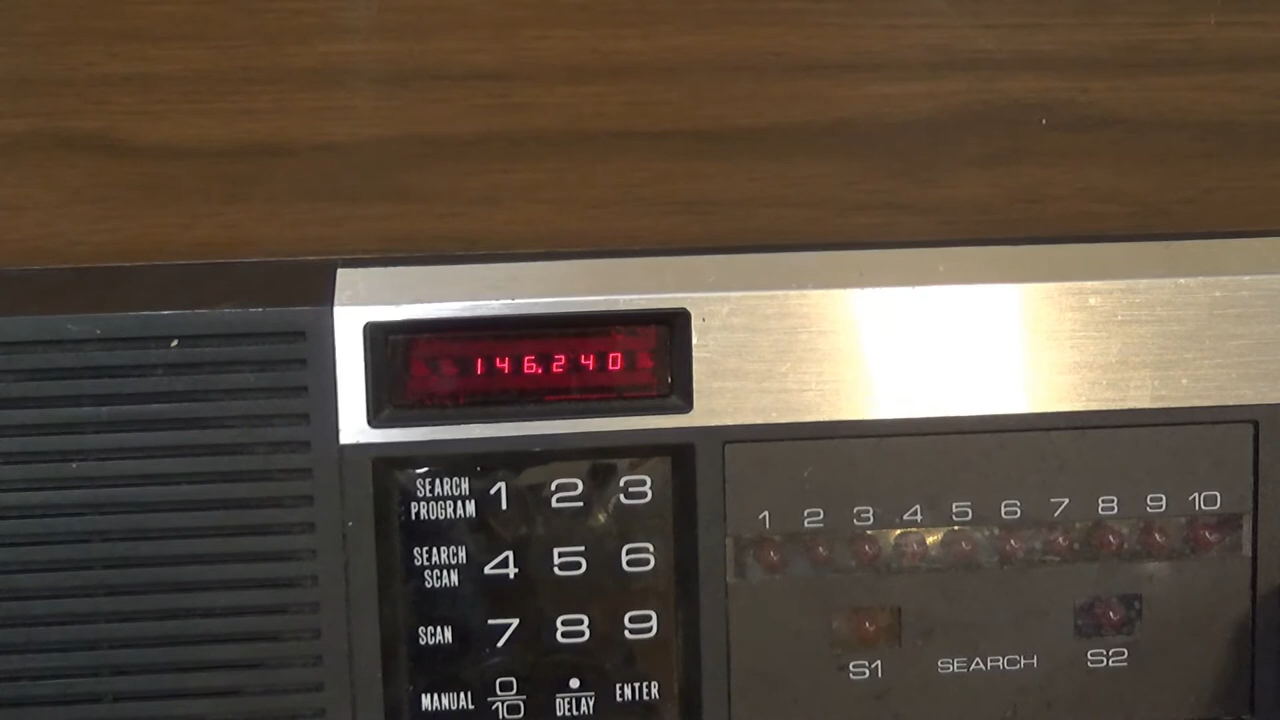 146.240
SEARCH PROGRAM 1 2 3
SEARCH SCAN 4 5 6
SCAN 7 8 9
MANUAL 0/10 •/DELAY ENTER
1 2 3 4 5 6 7 8 9 10
S1 SEARCH S2